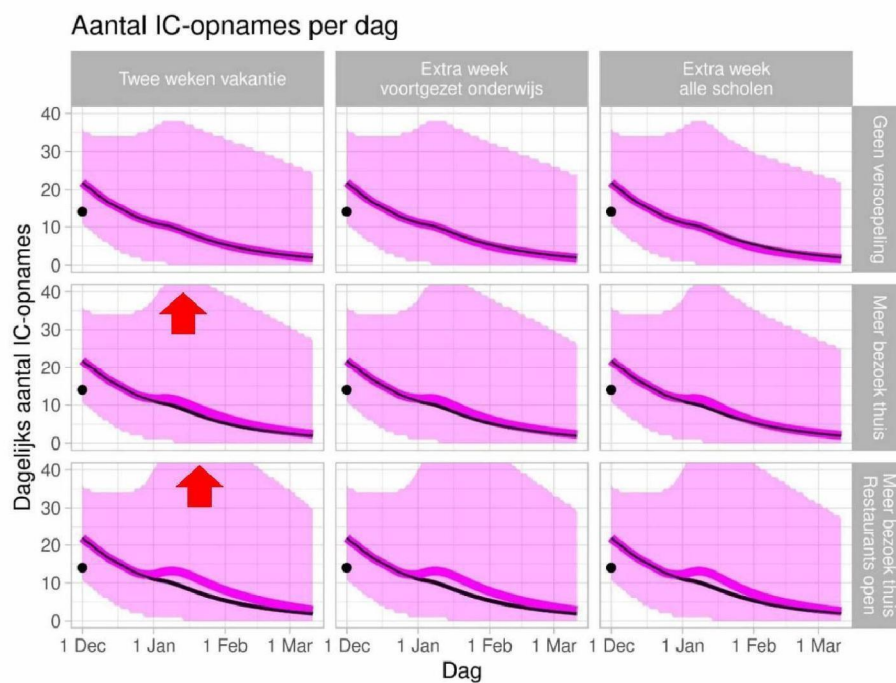 Aantal IC-opnames per dag
Twee weken vakantie
Extra week
voortgezet onderwijs
Extra week
alle scholen
Dagelijks aantal IC-opnames
40
30
20
10
0
Geen versoepeling
40
30
20
10
0
Meer bezoek thuis
40
30
20
10
0
Meer bezoek thuis
Restaurants open
1 Dec 1 Jan 1 Feb 1 Mar 1 Dec 1 Jan 1 Feb 1 Mar 1 Dec 1 Jan 1 Feb 1 Mar
Dag